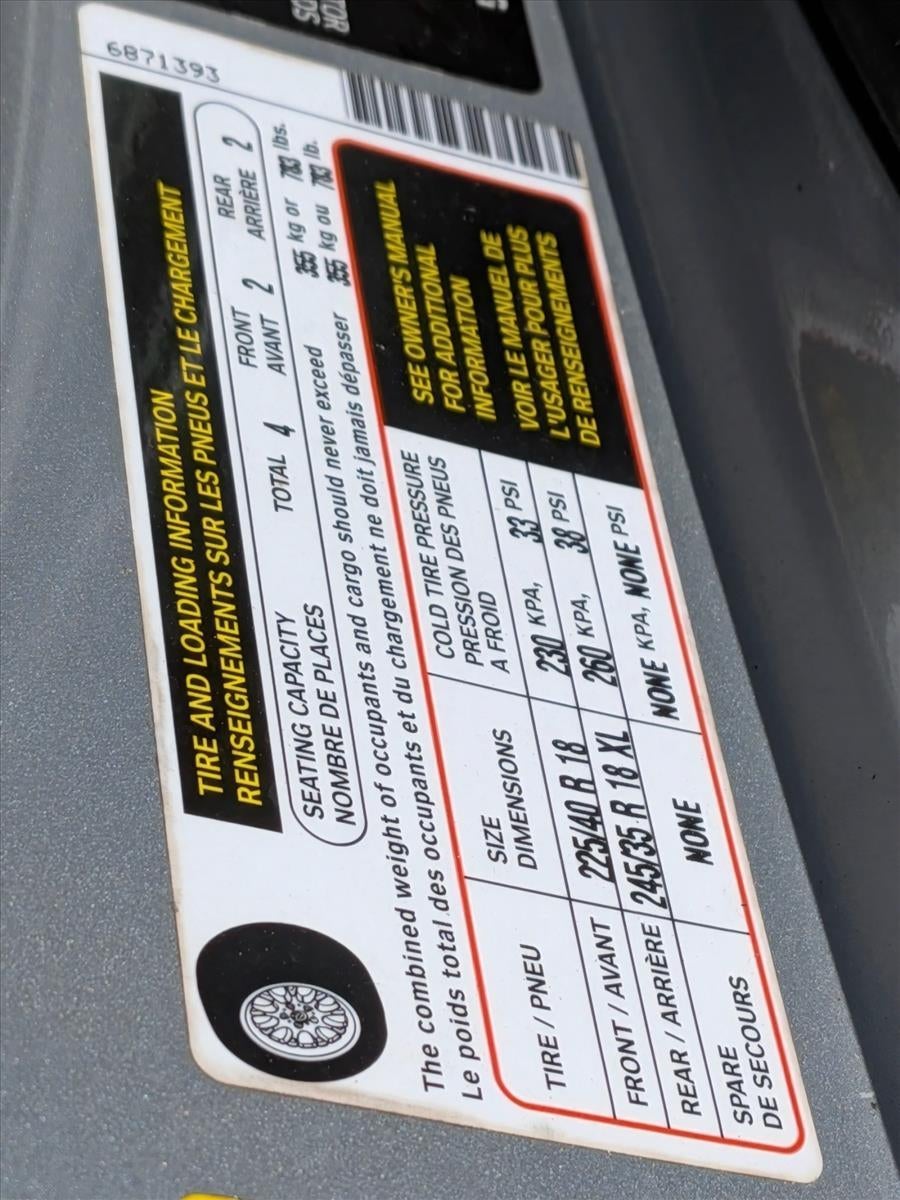 6871393
TIRE AND LOADING INFORMATION
RENSEIGNEMENTS SUR LES PNEUS ET LE CHARGEMENT
SEATING CAPACITY
NOMBRE DE PLACES
TOTAL 4
FRONT
AVANT 2
REAR
ARRIÈRE 2
The combined weight of occupants and cargo should never exceed 355 kg or 783 lbs.
Le poids total des occupants et du chargement ne doit jamais dépasser 355 kg ou 783 lb.
TIRE / PNEU
SIZE
DIMENSIONS
COLD TIRE PRESSURE
PRESSION DES PNEUS
A FROID
FRONT / AVANT 225/40 R 18 230 KPA, 33 PSI
REAR / ARRIÈRE 245/35 R 18 XL 260 KPA, 38 PSI
SPARE
DE SECOURS
NONE NONE KPA, NONE PSI
SEE OWNER'S MANUAL
FOR ADDITIONAL
INFORMATION
VOIR LE MANUEL DE
L'USAGER POUR PLUS
DE RENSEIGNEMENTS